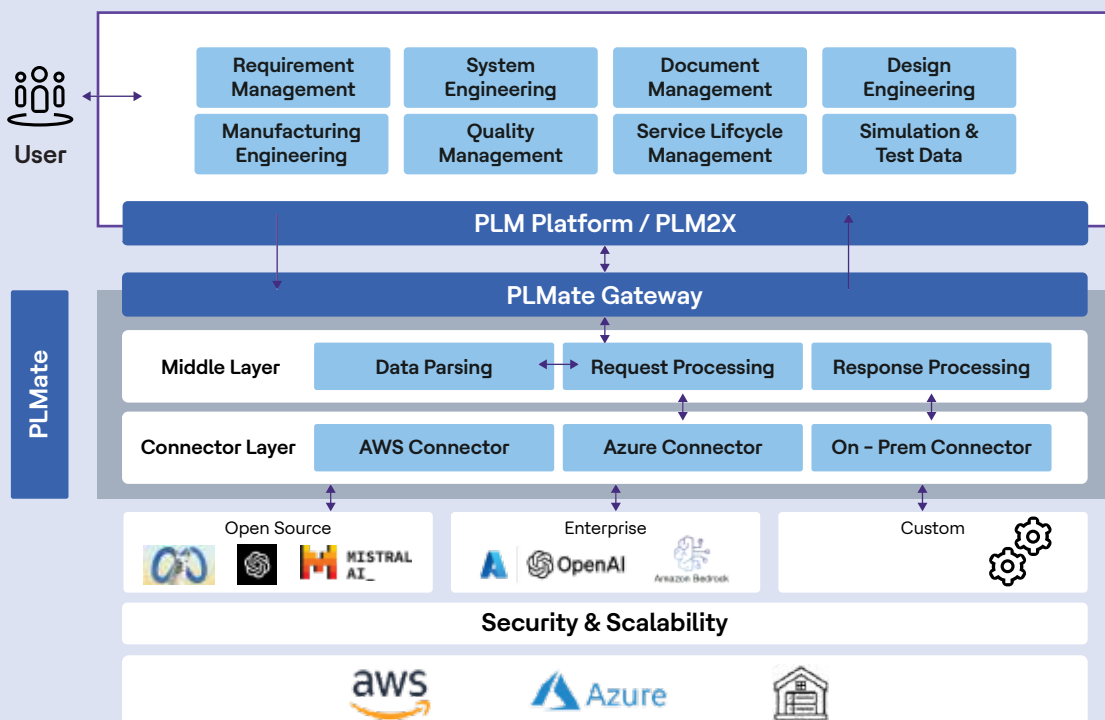 Requirement
Management
System
Engineering
Document
Management
Design
Engineering
User
Manufacturing
Engineering
Quality
Management
Service Lifcycle
Management
Simulation &
Test Data
PLM Platform / PLM2X
PLMate Gateway
PLMate
Middle Layer
Data Parsing
Request Processing
Response Processing
Connector Layer
AWS Connector
Azure Connector
On - Prem Connector
Open Source
Enterprise
Custom
MISTRAL
AI_
OpenAI
Amazon Bedrock
Security & Scalability
aws
Azure